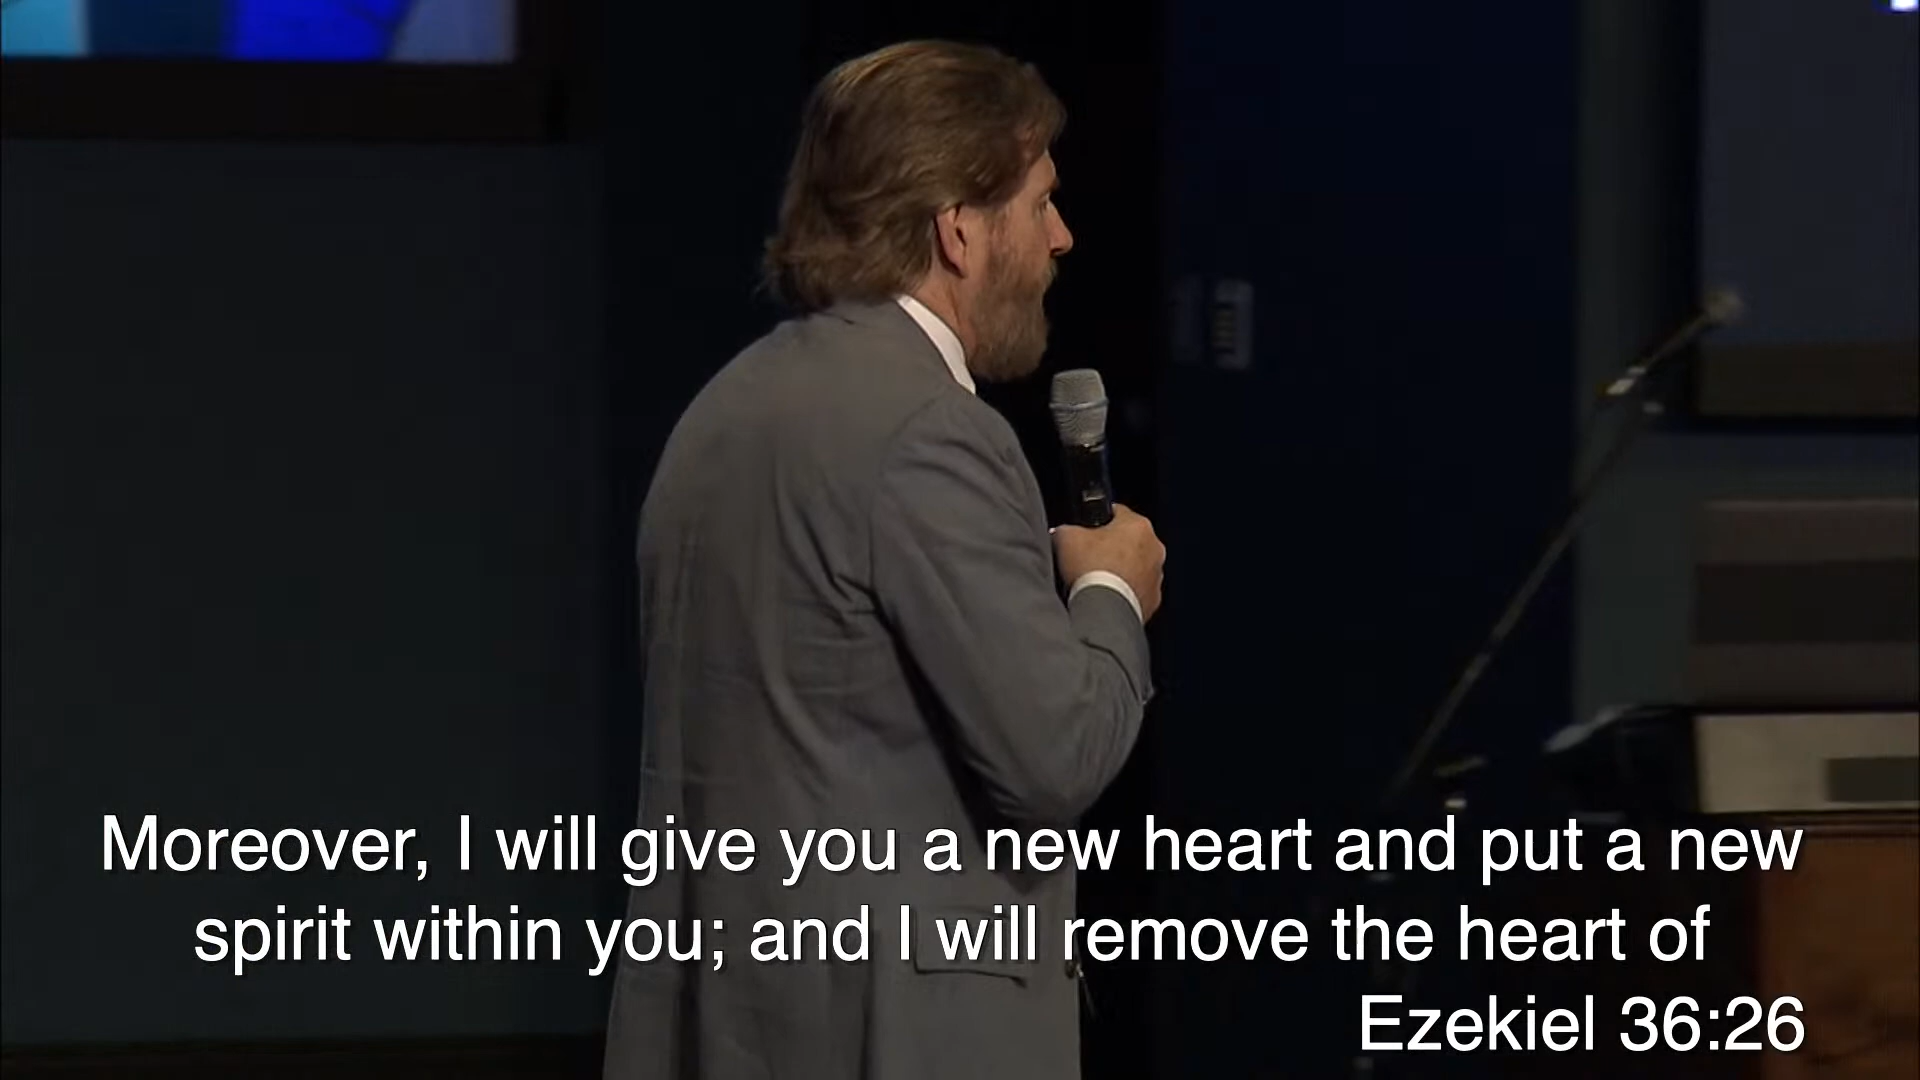 Moreover, I will give you a new heart and put a new
spirit within you; and I will remove the heart of
Ezekiel 36:26